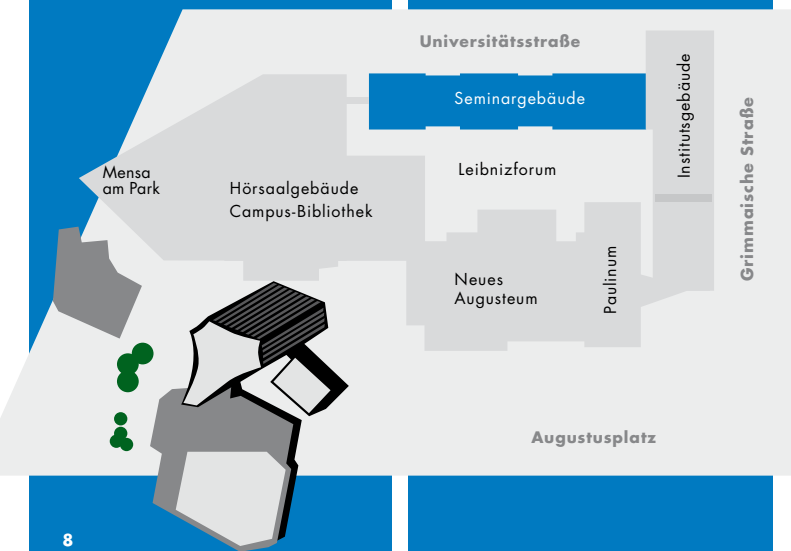 Universitätsstraße
Seminargebäude
Institutsgebäude
Grimmaische Straße
Mensa
am Park
Hörsaalgebäude
Campus-Bibliothek
Leibnizforum
Neues
Augusteum
Paulinum
Augustusplatz
8